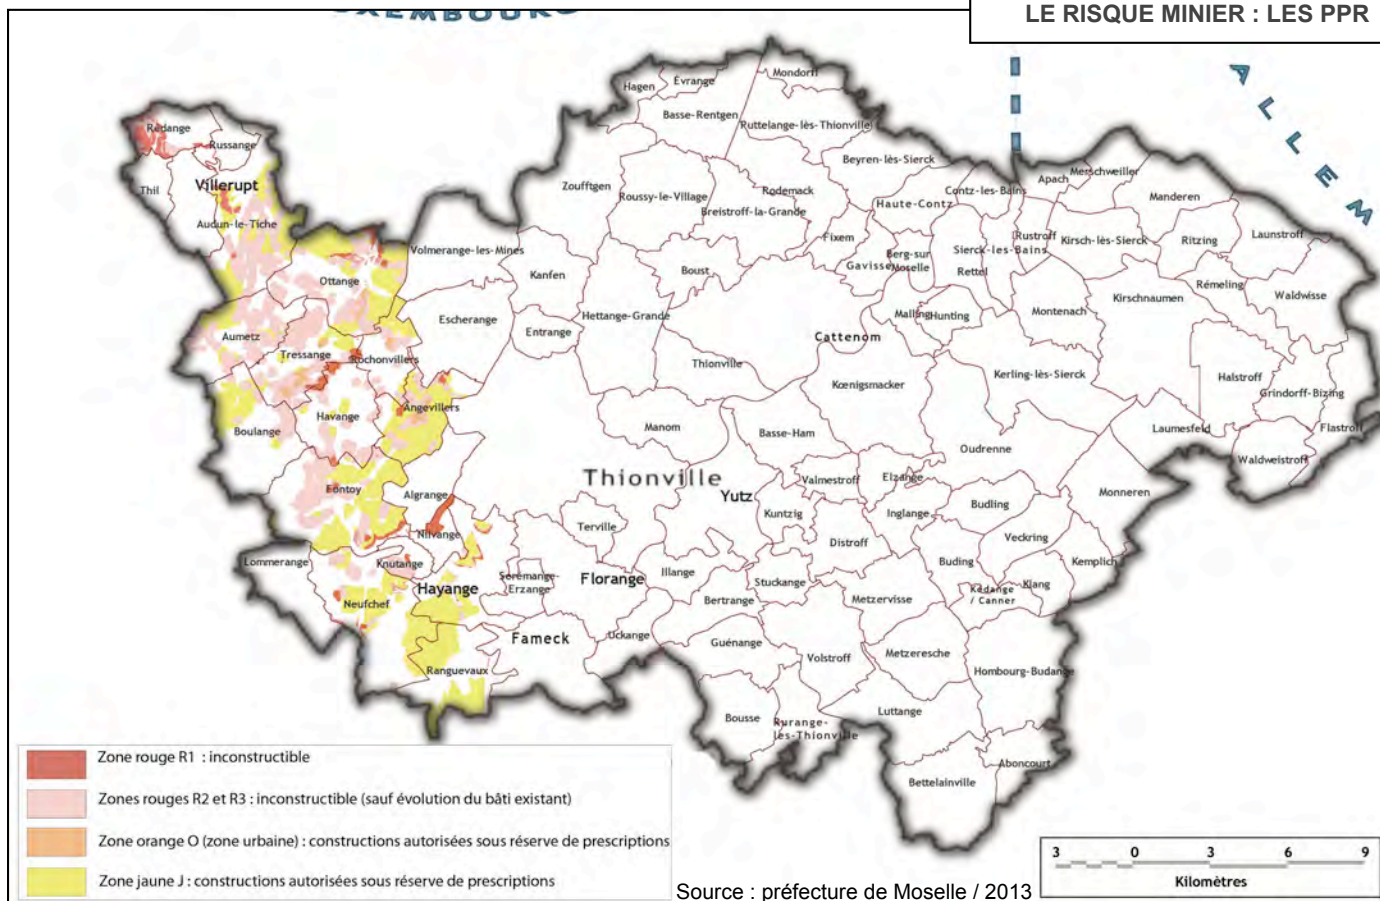 LE RISQUE MINIER : LES PPR
XEMBOURG
ALLEM
Hagen
Évrange
Mondorff
Basse-Rentgen
Ruttelange-lès-Thionville
Rédange
Russange
Beyren-lès-Sierck
Apach
Merschweiller
Thil
Villerupt
Zoufftgen
Roussy-le-Village
Rodemack
Contz-les-Bains
Manderen
Haute-Contz
Breistroff-la-Grande
Audun-le-Tiche
Fixem
Rustroff
Kirsch-lès-Sierck
Ritzing
Launstroff
Volmerange-les-Mines
Sierck-les-Bains
Berg-sur
Moselle
Gavisse
Rettel
Kanfen
Boust
Ottange
Rémeling
Waldwisse
Kirschnaumen
Escherange
Hettange-Grande
Malling
Hunting
Montenach
Entrange
Aumetz
Cattenom
Tressange
Rochonvillers
Thionville
Kerling-lès-Sierck
Halstroff
Kœnigsmacker
Grindorff-Bizing
Angevillers
Havange
Boulange
Manom
Basse-Ham
Laumesfeld
Flastroff
Oudrenne
Waldweistroff
Thionville
Valmestroff
Elzange
Fontoy
Algrange
Yutz
Monneren
Budling
Kuntzig
Inglange
Terville
Nilvange
Distroff
Veckring
Lommerange
Knutange
Buding
Kemplich
Illange
Serémange-
Erzange
Florange
Stuckange
Hayange
Klang
Kédange
/ Canner
Neufchef
Bertrange
Metzervisse
Fameck
Uckange
Guénange
Volstroff
Metzeresche
Ranguevaux
Hombourg-Budange
Bousse
Rurange-
lès-Thionville
Luttange
Aboncourt
Bettelainville
Zone rouge R1 : inconstructible
Zones rouges R2 et R3 : inconstructible (sauf évolution du bâti existant)
Zone orange O (zone urbaine) : constructions autorisées sous réserve de prescriptions
Zone jaune J : constructions autorisées sous réserve de prescriptions
Source : préfecture de Moselle / 2013
3 0 3 6 9
Kilomètres